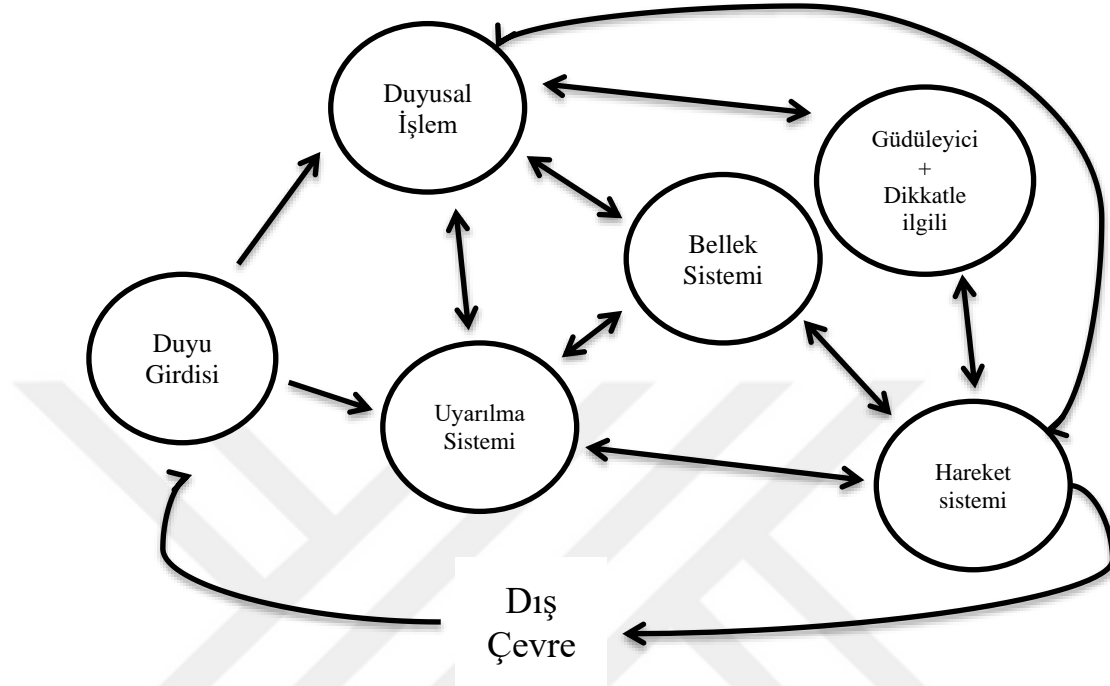 Duyusal
İşlem
Güdüleyici
+
Dikkatle
ilgili
Bellek
Sistemi
Duyu
Girdisi
Uyarılma
Sistemi
Hareket
sistemi
Dış
Çevre